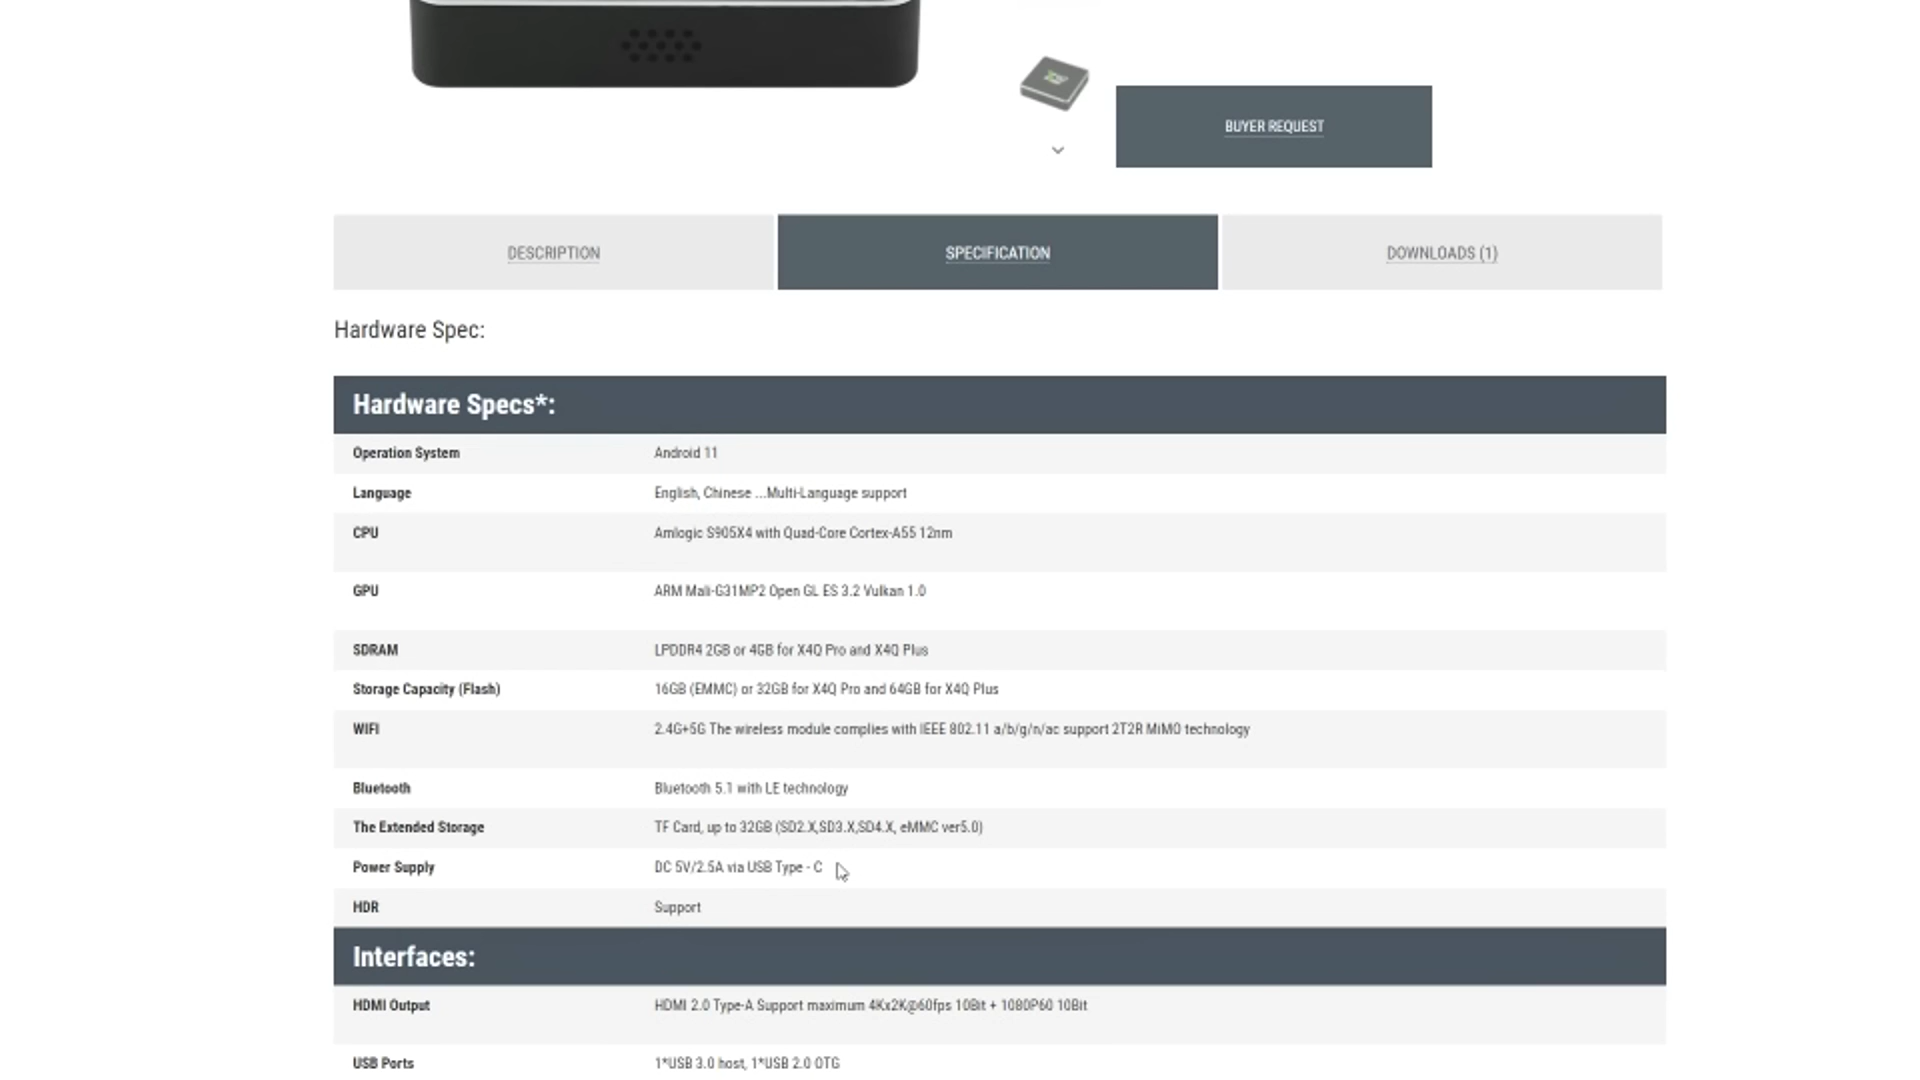 BUYER REQUEST
DESCRIPTION
SPECIFICATION
DOWNLOADS (1)
Hardware Spec:
Hardware Specs*:
Operation System Android 11
Language English, Chinese ...Multi-Language support
CPU Amlogic S905X4 with Quad-Core Cortex-A55 12nm
GPU ARM Mali-G31MP2 Open GL ES 3.2 Vulkan 1.0
SDRAM LPDDR4 2GB or 4GB for X4Q Pro and X4Q Plus
Storage Capacity (Flash) 16GB (EMMC) or 32GB for X4Q Pro and 64GB for X4Q Plus
WIFI 2.4G+5G The wireless module complies with IEEE 802.11 a/b/g/n/ac support 2T2R MiMO technology
Bluetooth Bluetooth 5.1 with LE technology
The Extended Storage TF Card, up to 32GB (SD2.X,SD3.X,SD4.X, eMMC ver5.0)
Power Supply DC 5V/2.5A via USB Type - C
HDR Support
Interfaces:
HDMI Output HDMI 2.0 Type-A Support maximum 4Kx2K@60fps 10Bit + 1080P60 10Bit
USB Ports 1*USB 3.0 host, 1*USB 2.0 OTG